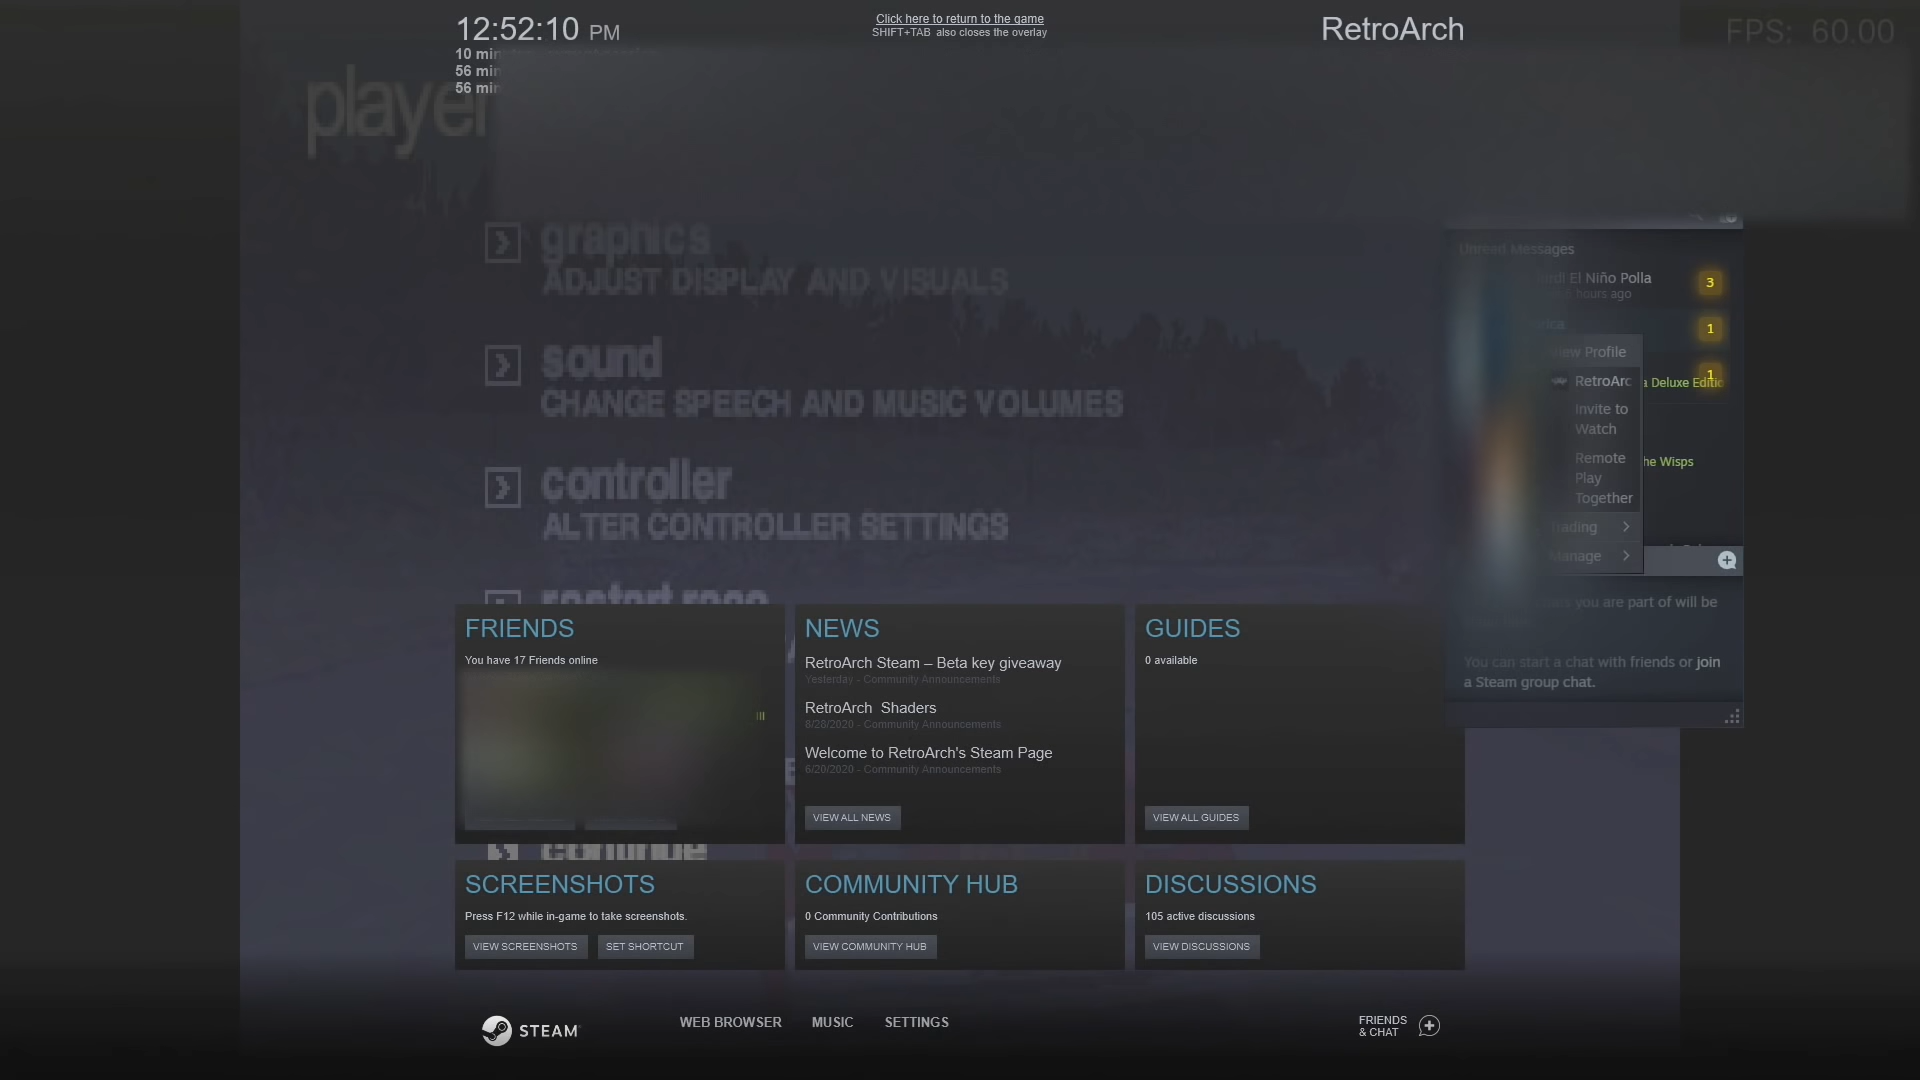 12:52:10 PM
Click here to return to the game
SHIFT+TAB also closes the overlay
RetroArch
FPS: 60.00
10 min
56 min
56 min
player
graphics
ADJUST DISPLAY AND VISUALS
sound
CHANGE SPEECH AND MUSIC VOLUMES
controller
ALTER CONTROLLER SETTINGS
restart race
continue
Unread Messages
El Niño Polla
3
hours ago
1
View Profile
RetroArc
1
Deluxe Editio
Invite to
Watch
Remote
Play
Together
he Wisps
Trading
Manage
you are part of will be
You can start a chat with friends or join
a Steam group chat.
FRIENDS
You have 17 Friends online
NEWS
RetroArch Steam – Beta key giveaway
Yesterday - Community Announcements
RetroArch Shaders
8/28/2020 - Community Announcements
Welcome to RetroArch's Steam Page
6/20/2020 - Community Announcements
VIEW ALL NEWS
GUIDES
0 available
VIEW ALL GUIDES
SCREENSHOTS
Press F12 while in-game to take screenshots.
VIEW SCREENSHOTS
SET SHORTCUT
COMMUNITY HUB
0 Community Contributions
VIEW COMMUNITY HUB
DISCUSSIONS
105 active discussions
VIEW DISCUSSIONS
STEAM
WEB BROWSER
MUSIC
SETTINGS
FRIENDS
& CHAT